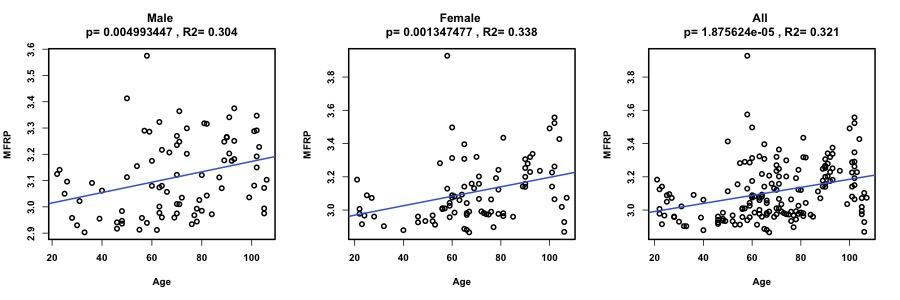 Male
p= 0.004993447 , R2= 0.304
MFRP
3.6
3.5
3.4
3.3
3.2
3.1
3.0
2.9
20 40 60 80 100
Age
Female
p= 0.001347477 , R2= 0.338
MFRP
3.8
3.6
3.4
3.2
3.0
20 40 60 80 100
Age
All
p= 1.875624e-05 , R2= 0.321
MFRP
3.8
3.6
3.4
3.2
3.0
20 40 60 80 100
Age